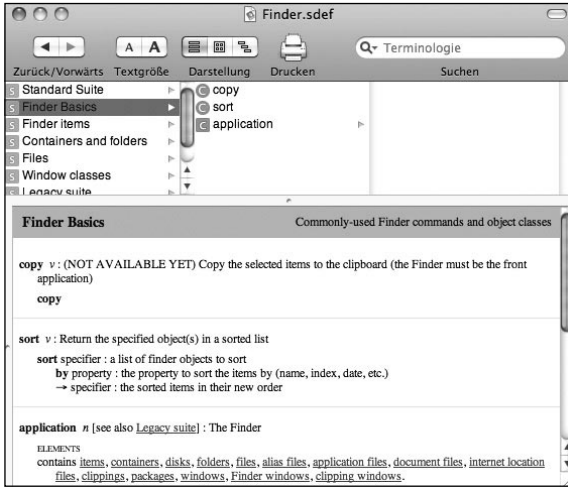 Finder.sdef
A A
Q Terminologie
Zurück/Vorwärts Textgröße Darstellung Drucken Suchen
S Standard Suite
S Finder Basics
S Finder items
S Containers and folders
S Files
S Window classes
S Legacy suite
C copy
C sort
C application
Finder Basics Commonly-used Finder commands and object classes
copy v : (NOT AVAILABLE YET) Copy the selected items to the clipboard (the Finder must be the front
application)
copy
sort v : Return the specified object(s) in a sorted list
sort specifier : a list of finder objects to sort
by property : the property to sort the items by (name, index, date, etc.)
→ specifier : the sorted items in their new order
application n [see also Legacy suite] : The Finder
ELEMENTS
contains items, containers, disks, folders, files, alias files, application files, document files, internet location
files, clippings, packages, windows, Finder windows, clipping windows.